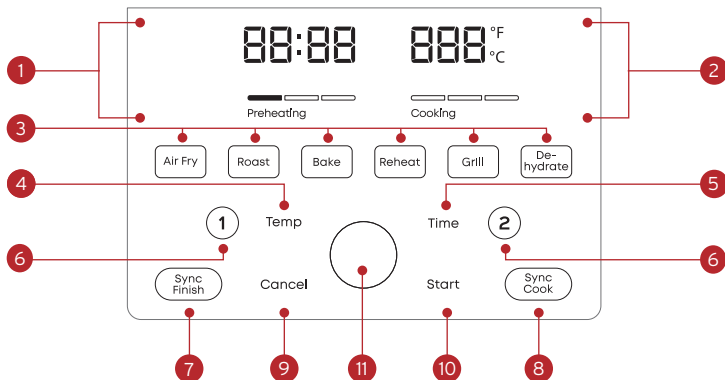 88:88 888 °F
°C
1 2
Preheating Cooking
3
Air Fry Roast Bake Reheat Grill De-
hydrate
4 5
Temp Time
1 2
6 6
Sync
Finish
Cancel Start
Sync
Cook
7 9 11 10 8